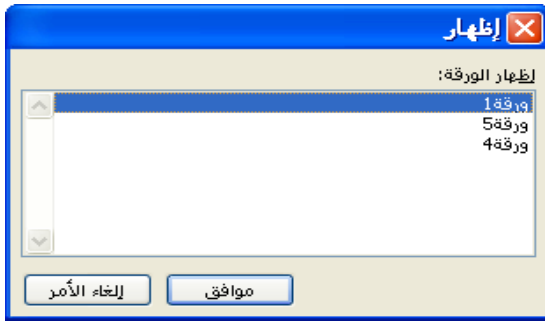 إظهار
إظهار الورقة:
ورقة1
ورقة5
ورقة4
موافق
إلغاء الأمر